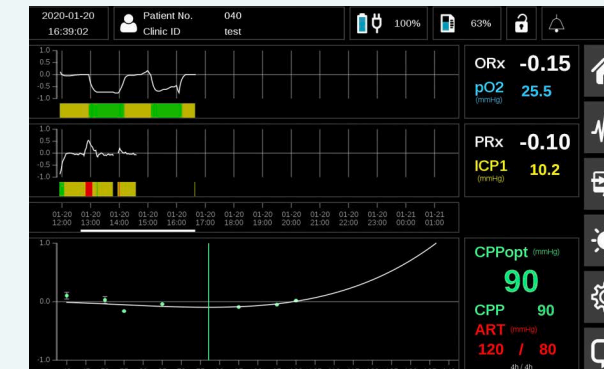 2020-01-20
16:39:02
Patient No. 040
Clinic ID test
100%
63%
1.0
0.5
0.0
-0.5
-1.0
ORx -0.15
pO2 25.5
(mmHg)
1.0
0.5
0.0
-0.5
-1.0
PRx -0.10
ICP1 10.2
(mmHg)
01-20 01-20 01-20 01-20 01-20 01-20 01-20 01-20 01-20 01-20 01-20 01-20 01-21 01-21
12:00 13:00 14:00 15:00 16:00 17:00 18:00 19:00 20:00 21:00 22:00 23:00 00:00 01:00
1.0
0.0
-1.0
CPPopt (mmHg)
90
CPP 90
ART (mmHg)
120 / 80
4h / 4h